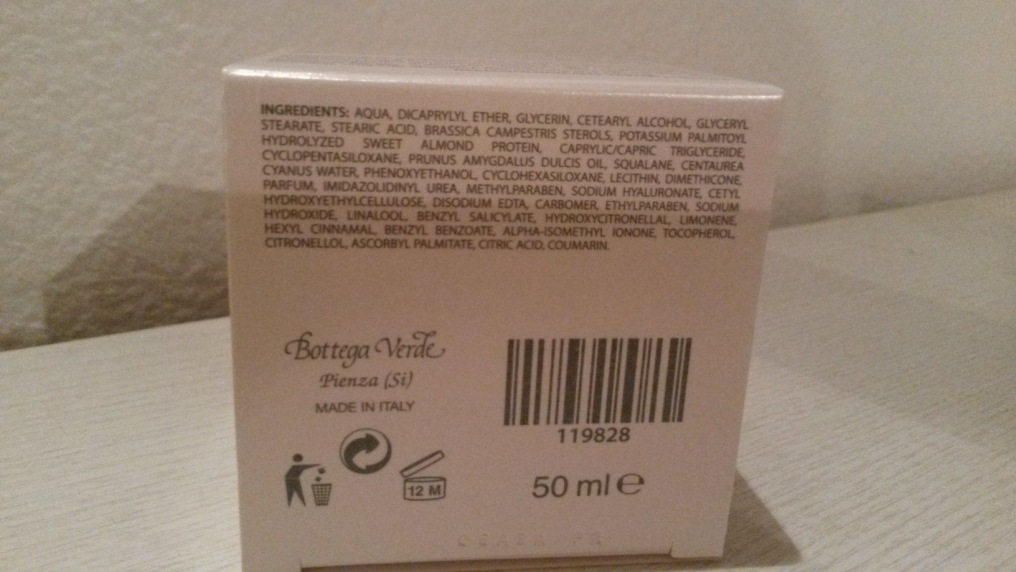 INGREDIENTS: AQUA, DICAPRYLYL ETHER, GLYCERIN, CETEARYL ALCOHOL, GLYCERYL
STEARATE, STEARIC ACID, BRASSICA CAMPESTRIS STEROLS, POTASSIUM PALMITOYL
HYDROLYZED SWEET ALMOND PROTEIN, CAPRYLIC/CAPRIC TRIGLYCERIDE,
CYCLOPENTASILOXANE, PRUNUS AMYGDALUS DULCIS OIL, SQUALANE, CENTAUREA
CYANUS WATER, PHENOXYETHANOL, CYCLOHEXASILOXANE, LECITHIN, DIMETHICONE,
PARFUM, IMIDAZOLIDINYL UREA, METHYLPARABEN, SODIUM HYALURONATE, CETYL
HYDROXYETHYLCELLULOSE, DISODIUM EDTA, CARBOMER, ETHYLPARABEN, SODIUM
HYDROXIDE, LINALOOL, BENZYL SALICYLATE, HYDROXYCITRONELLAL, LIMONENE,
HEXYL CINNAMAL, BENZYL BENZOATE, ALPHA-ISOMETHYL IONONE, TOCOPHEROL,
CITRONELLOL, ASCORBYL PALMITATE, CITRIC ACID, COUMARIN.
Bottega Verde
Pienza (Si)
MADE IN ITALY
12 M
119828
50 ml e